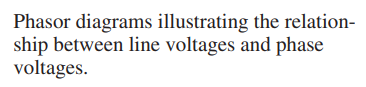 Phasor diagrams illustrating the relation-
ship between line voltages and phase
voltages.